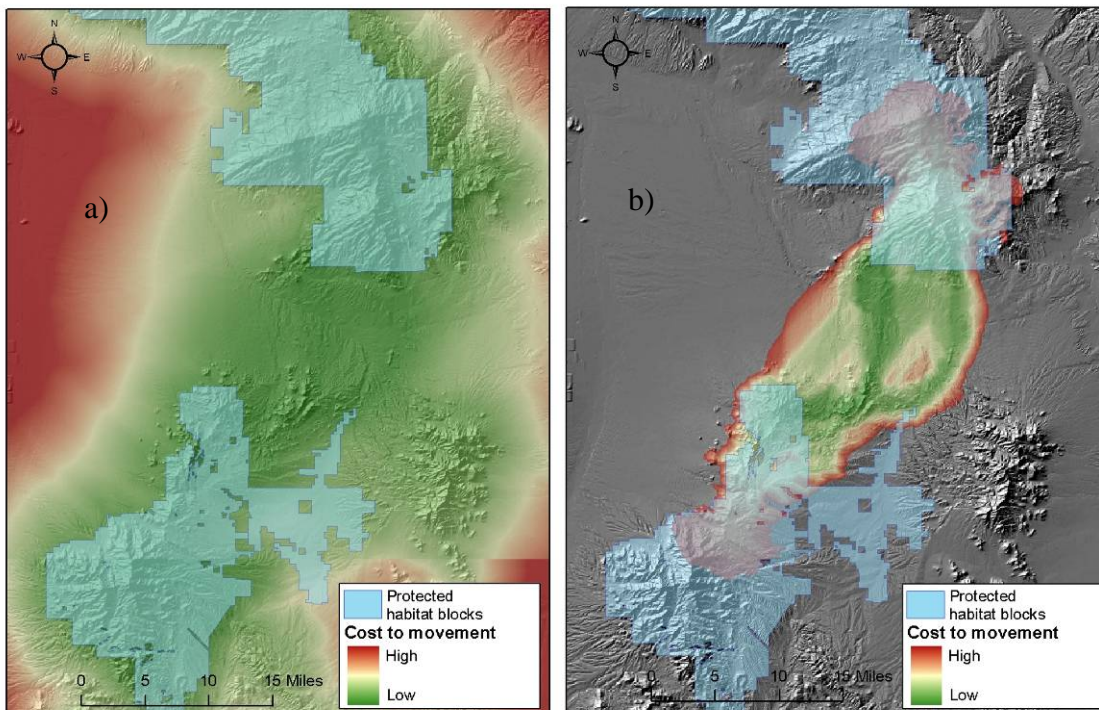 N
W E
S
a)
Protected
habitat blocks
Cost to movement
High
Low
0 5 10 15 Miles
N
W E
S
b)
Protected
habitat blocks
Cost to movement
High
Low
0 5 10 15 Miles